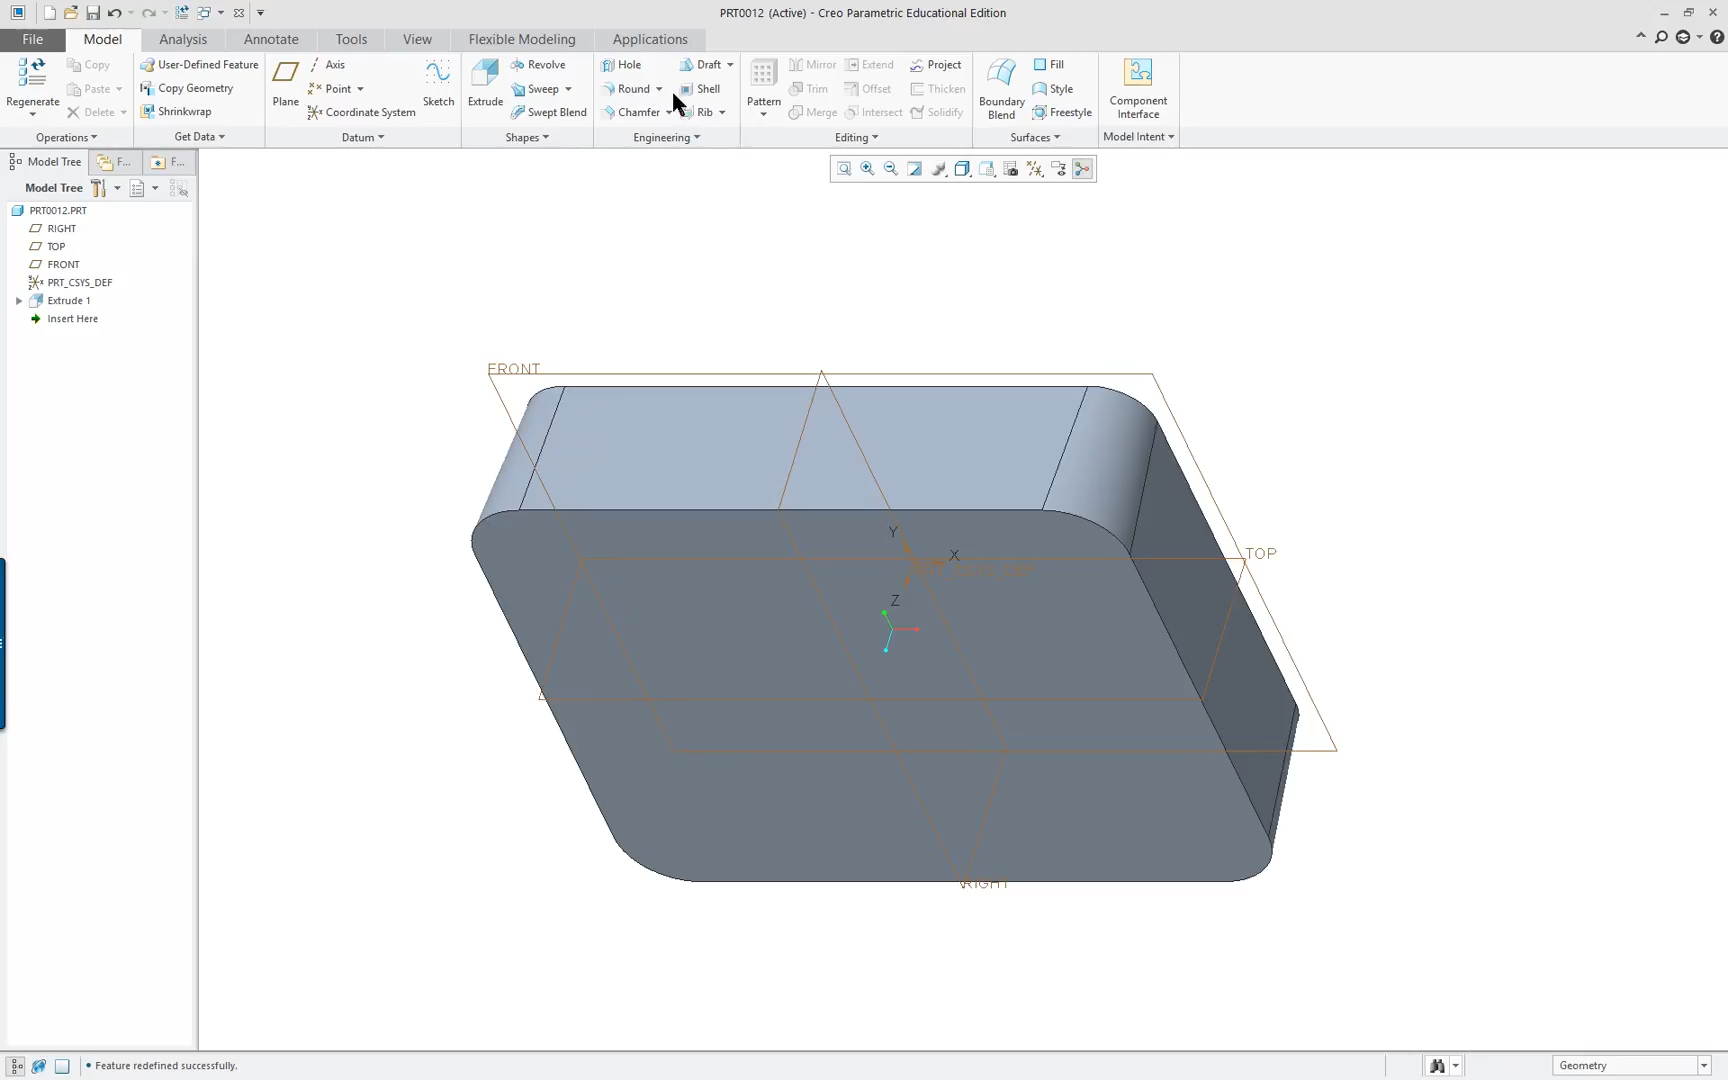 PRT0012 (Active) - Creo Parametric Educational Edition
File Model Analysis Annotate Tools View Flexible Modeling Applications
Regenerate
Copy
Paste
Delete
Operations
User-Defined Feature
Copy Geometry
Shrinkwrap
Get Data
Plane
Axis
Point
Coordinate System
Sketch
Datum
Extrude
Revolve
Sweep
Swept Blend
Shapes
Hole
Round
Chamfer
Draft
Shell
Rib
Engineering
Pattern
Mirror
Trim
Merge
Extend
Offset
Intersect
Project
Thicken
Solidify
Editing
Boundary
Blend
Fill
Style
Freestyle
Surfaces
Component
Interface
Model Intent
Model Tree F... F...
Model Tree
PRT0012.PRT
RIGHT
TOP
FRONT
PRT_CSYS_DEF
Extrude 1
Insert Here
FRONT
Y
X
TOP
Z
RIGHT
Feature redefined successfully.
Geometry